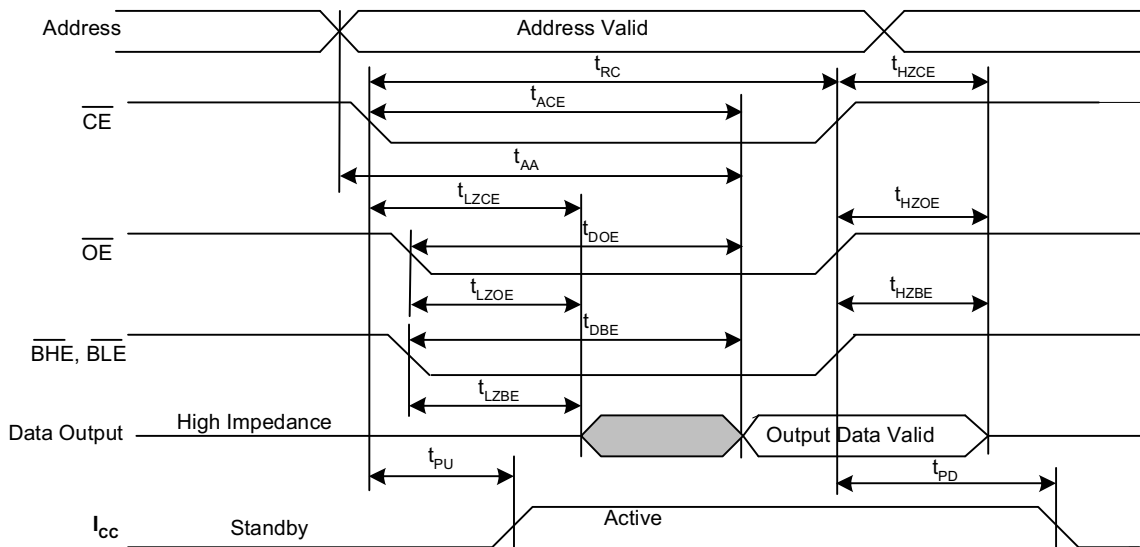 Address
Address Valid
tRC
tHZCE
tACE
CE
tAA
tLZCE
tHZOE
tDOE
OE
tLZOE
tHZBE
tDBE
BHE, BLE
tLZBE
Data Output
High Impedance
Output Data Valid
tPU
tPD
ICC
Standby
Active